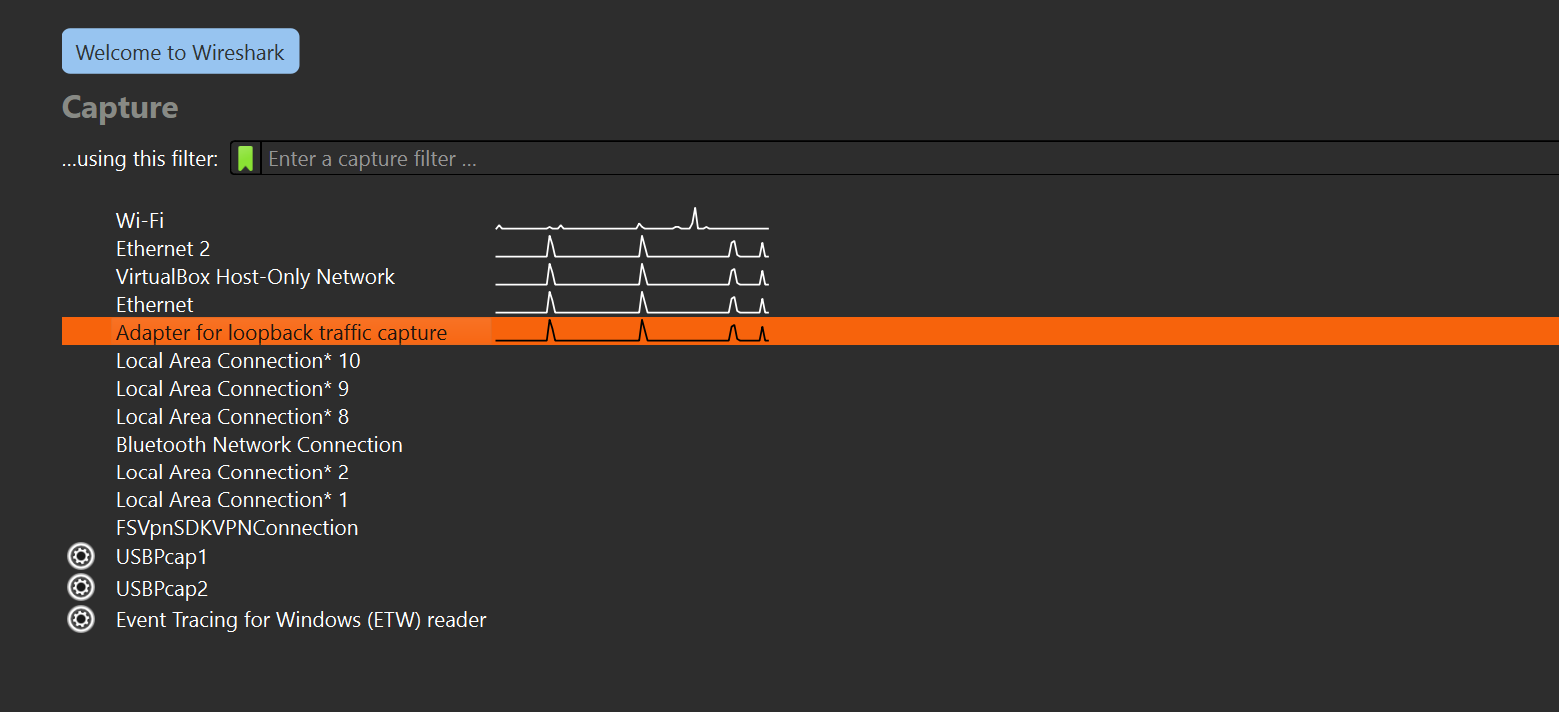 Welcome to Wireshark
Capture
...using this filter: Enter a capture filter ...
Wi-Fi
Ethernet 2
VirtualBox Host-Only Network
Ethernet
Adapter for loopback traffic capture
Local Area Connection* 10
Local Area Connection* 9
Local Area Connection* 8
Bluetooth Network Connection
Local Area Connection* 2
Local Area Connection* 1
FSVpnSDKVPNConnection
USBPcap1
USBPcap2
Event Tracing for Windows (ETW) reader